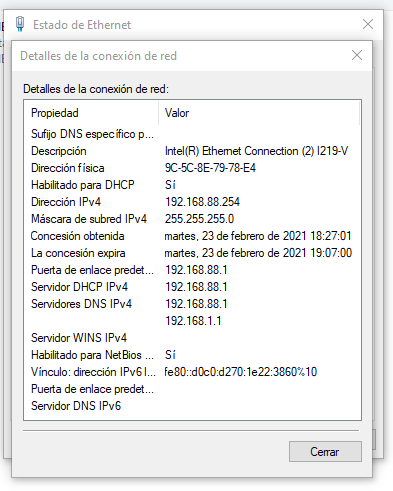 Estado de Ethernet
Detalles de la conexión de red
Detalles de la conexión de red:
Propiedad Valor
Sufijo DNS específico p...
Descripción Intel(R) Ethernet Connection (2) I219-V
Dirección física 9C-5C-8E-79-78-E4
Habilitado para DHCP Sí
Dirección IPv4 192.168.88.254
Máscara de subred IPv4 255.255.255.0
Concesión obtenida martes, 23 de febrero de 2021 18:27:01
La concesión expira martes, 23 de febrero de 2021 19:07:00
Puerta de enlace predet... 192.168.88.1
Servidor DHCP IPv4 192.168.88.1
Servidores DNS IPv4 192.168.88.1
192.168.1.1
Servidor WINS IPv4
Habilitado para NetBios ... Sí
Vínculo: dirección IPv6 l... fe80::d0c0:d270:1e22:3860%10
Puerta de enlace predet...
Servidor DNS IPv6
Cerrar